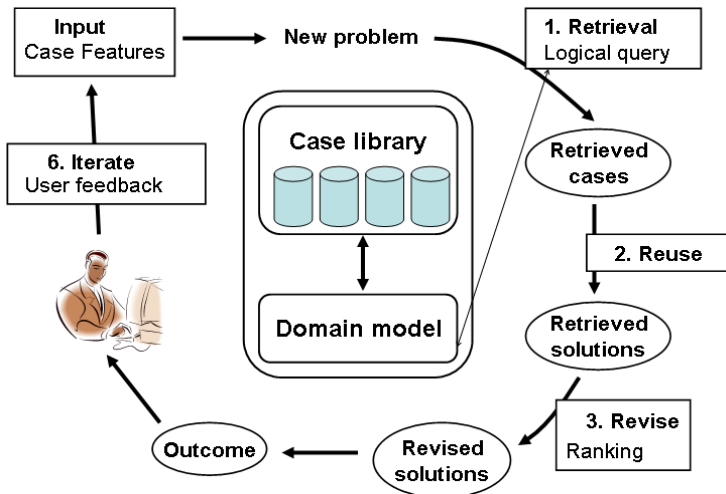 Input
Case Features
New problem
1. Retrieval
Logical query
Case library
Retrieved
cases
6. Iterate
User feedback
2. Reuse
Domain model
Retrieved
solutions
3. Revise
Ranking
Outcome
Revised
solutions